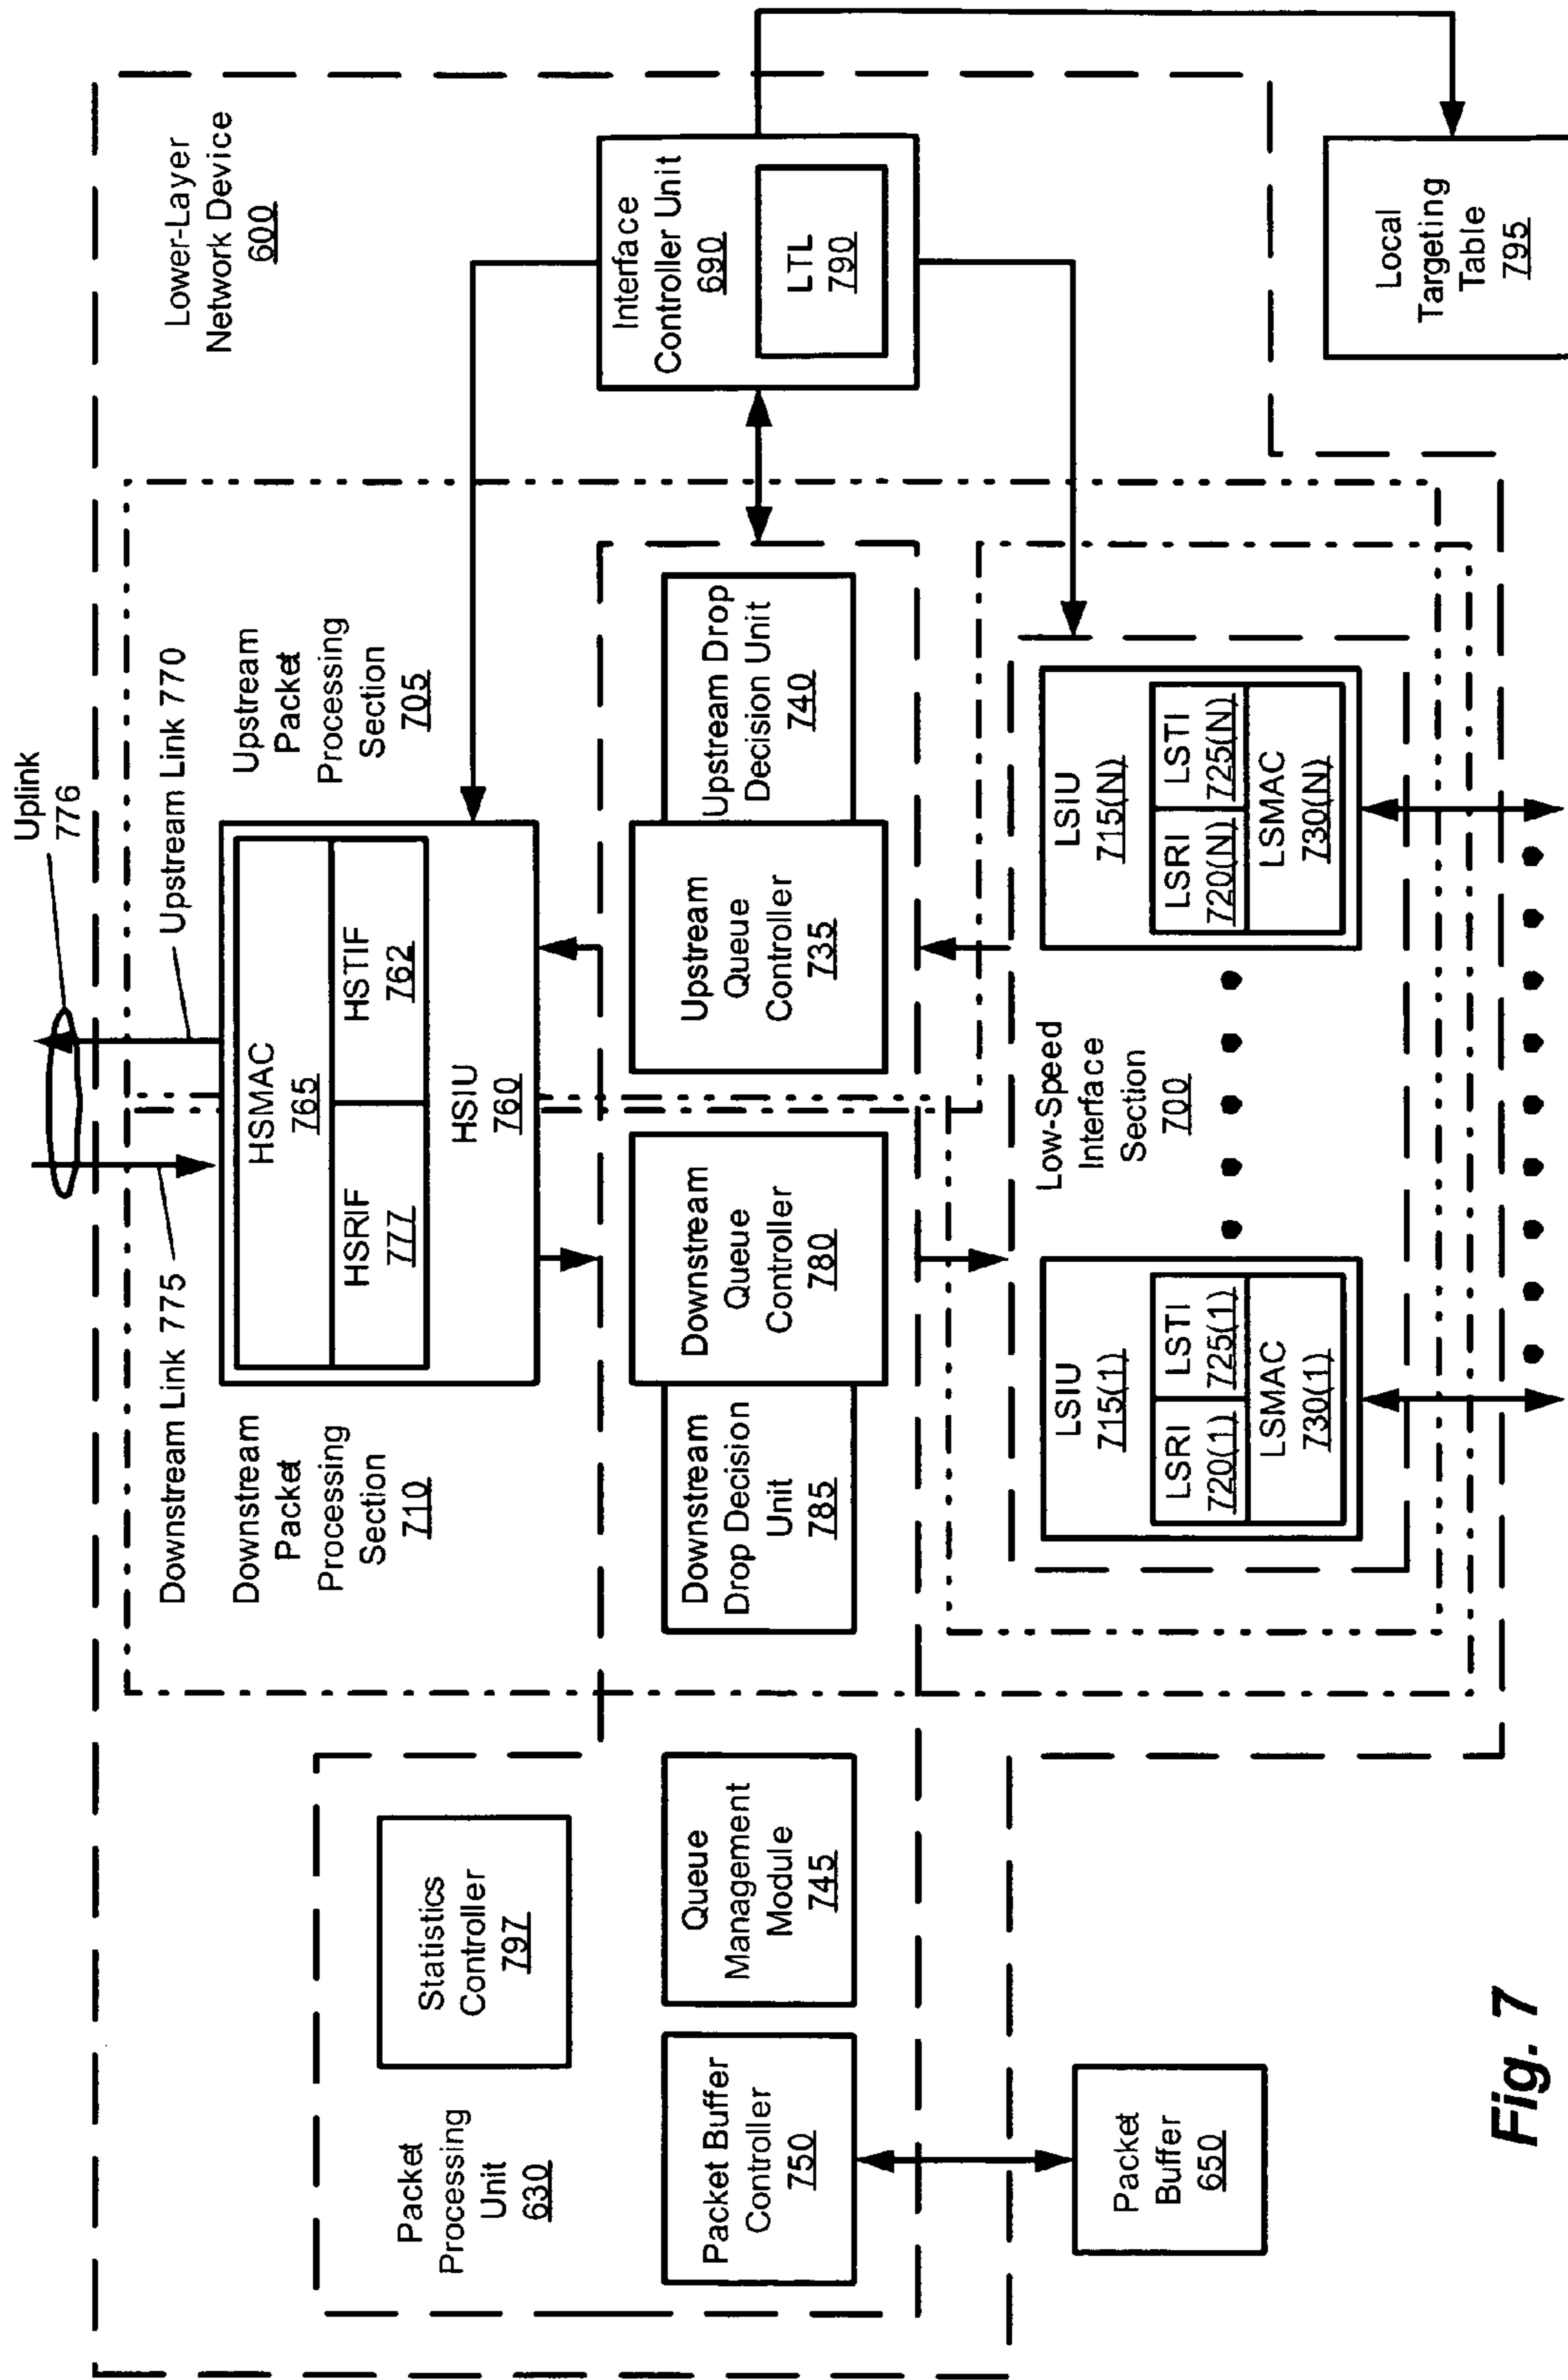 Uplink
776
Downstream Link 775
Upstream Link 770
Lower-Layer
Network Device
600
Downstream
Packet
Processing
Section
710
Upstream
Packet
Processing
Section
705
HSMAC
765
HSRIF
777
HSTIF
762
HSIU
760
Statistics
Controller
797
Packet
Processing
Unit
630
Packet Buffer
Controller
750
Queue
Management
Module
745
Downstream
Drop Decision
Unit
785
Downstream
Queue
Controller
780
Upstream
Queue
Controller
735
Upstream Drop
Decision Unit
740
Interface
Controller Unit
690
LTL
790
Low-Speed
Interface
Section
700
LSIU
715(1)
LSRI
720(1)
LSTI
725(1)
LSMAC
730(1)
LSIU
715(N)
LSRI
720(N)
LSTI
725(N)
LSMAC
730(N)
Packet
Buffer
650
Local
Targeting
Table
795
Fig. 7